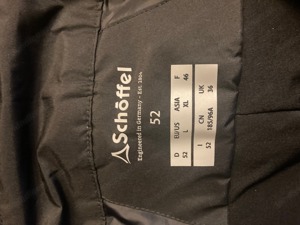 Schöffel
Engineered in Germany · Est. 1804
52
D EU/US ASIA F
52 L XL 46
I CN UK
52 185/96A 36